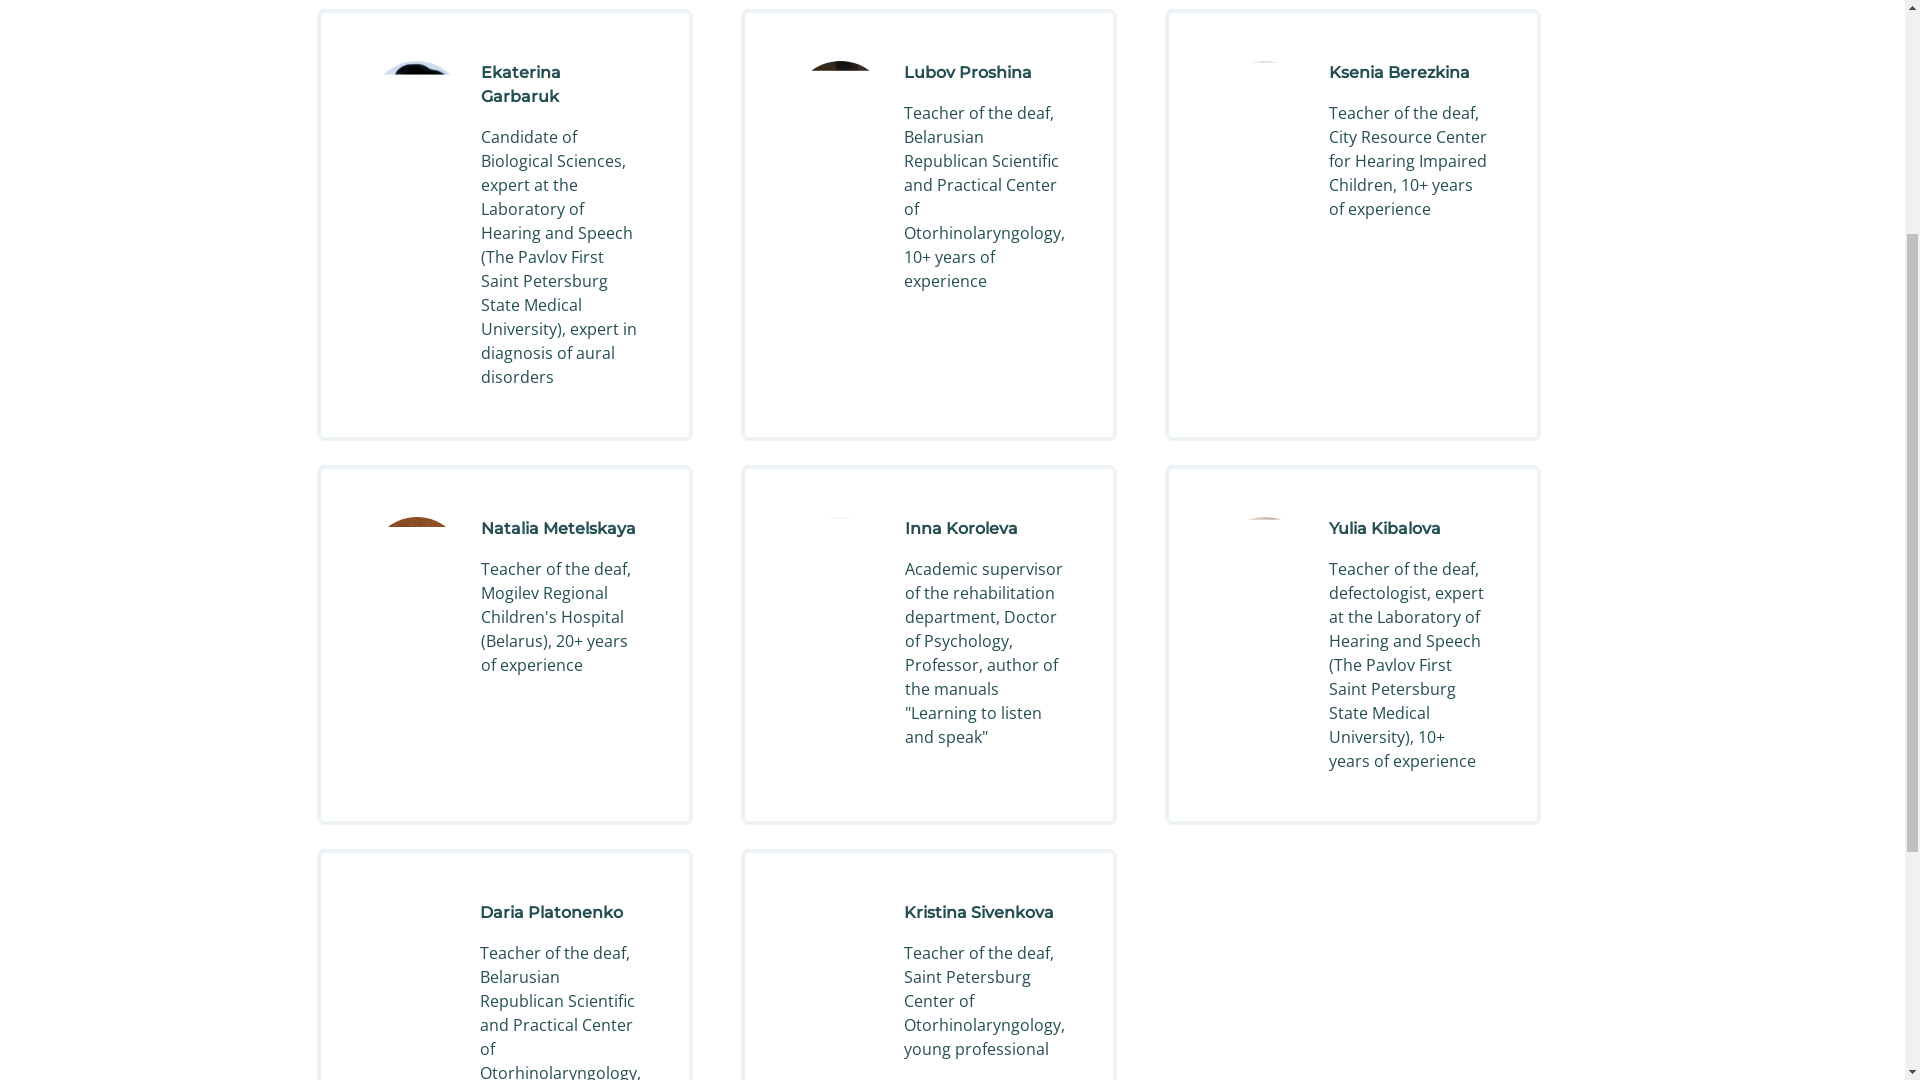 Ekaterina
Garbaruk
Candidate of
Biological Sciences,
expert at the
Laboratory of
Hearing and Speech
(The Pavlov First
Saint Petersburg
State Medical
University), expert in
diagnosis of aural
disorders
Lubov Proshina
Teacher of the deaf,
Belarusian
Republican Scientific
and Practical Center
of
Otorhinolaryngology,
10+ years of
experience
Ksenia Berezkina
Teacher of the deaf,
City Resource Center
for Hearing Impaired
Children, 10+ years
of experience
Natalia Metelskaya
Teacher of the deaf,
Mogilev Regional
Children's Hospital
(Belarus), 20+ years
of experience
Inna Koroleva
Academic supervisor
of the rehabilitation
department, Doctor
of Psychology,
Professor, author of
the manuals
"Learning to listen
and speak"
Yulia Kibalova
Teacher of the deaf,
defectologist, expert
at the Laboratory of
Hearing and Speech
(The Pavlov First
Saint Petersburg
State Medical
University), 10+
years of experience
Daria Platonenko
Teacher of the deaf,
Belarusian
Republican Scientific
and Practical Center
of
Otorhinolaryngology,
Kristina Sivenkova
Teacher of the deaf,
Saint Petersburg
Center of
Otorhinolaryngology,
young professional